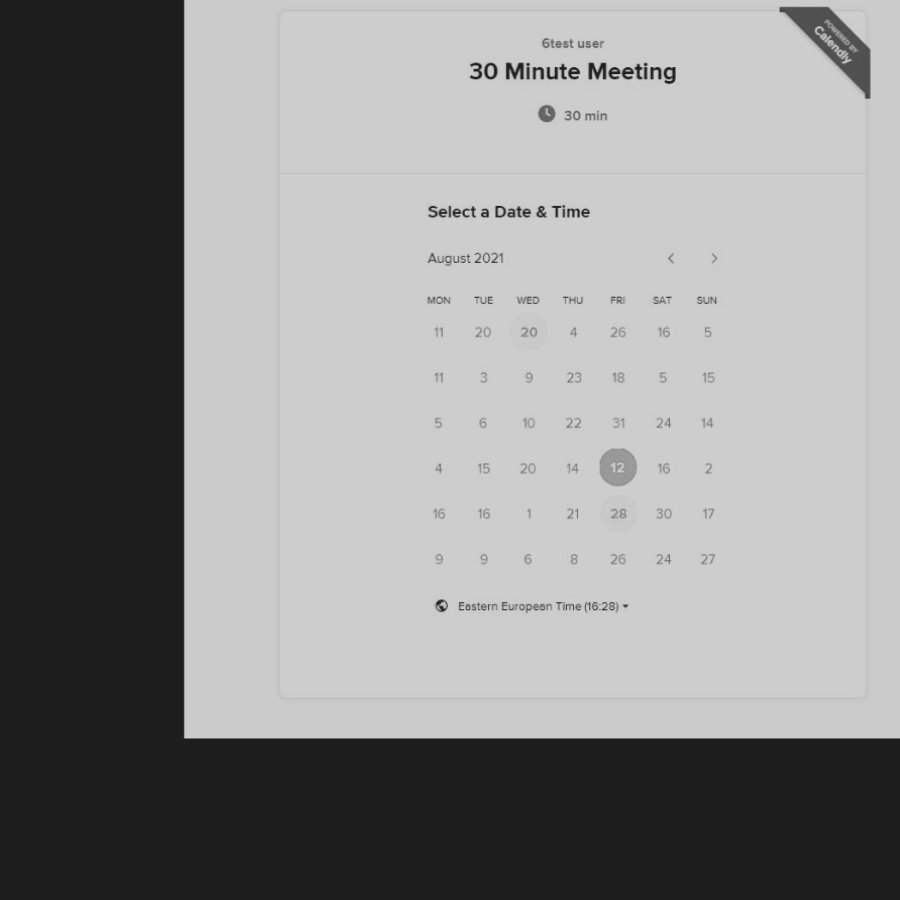 POWERED BY
Calendly
6test user
30 Minute Meeting
30 min
Select a Date & Time
August 2021
MON TUE WED THU FRI SAT SUN
11 20 20 4 26 16 5
11 3 9 23 18 5 15
5 6 10 22 31 24 14
4 15 20 14 12 16 2
16 16 1 21 28 30 17
9 9 6 8 26 24 27
Eastern European Time (16:28)